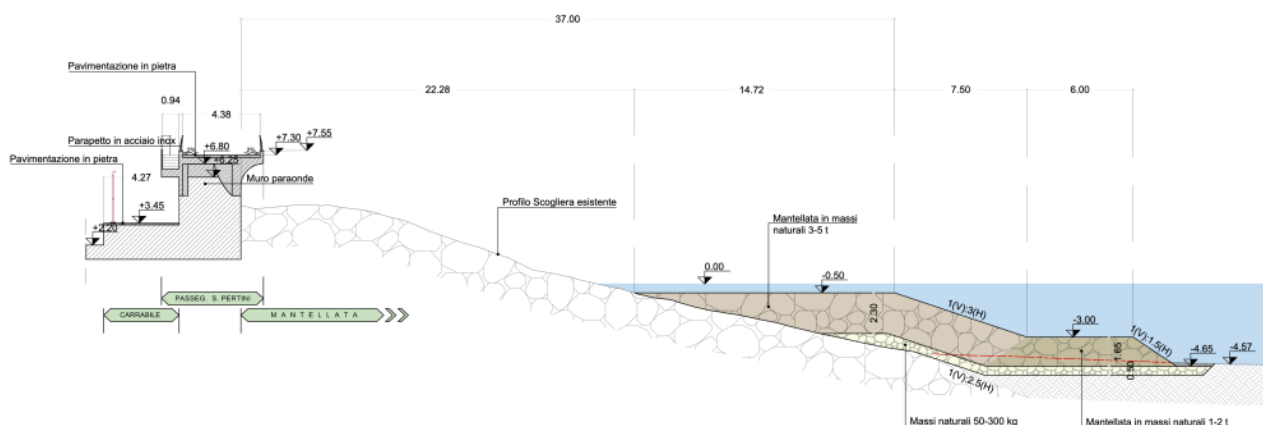 37.00
Pavimentazione in pietra
22.28
14.72
7.50
6.00
0.94
4.38
+7.55
+7.30
Parapetto in acciaio inox
2%
2%
+6.80
Pavimentazione in pietra
+6.25
Muro paraonde
4.27
+3.45
Profilo Scogliera esistente
Mantellata in massi
naturali 3-5 t
+2.20
0.00
-0.50
PASSEG. S. PERTINI
CARRABILE
MANTELLATA
2.30
1(V):3(H)
-3.00
1(V):1.5(H)
1.65
-4.65
-4.57
0.50
1(V):2.5(H)
Massi naturali 50-300 kg
Mantellata in massi naturali 1-2 t